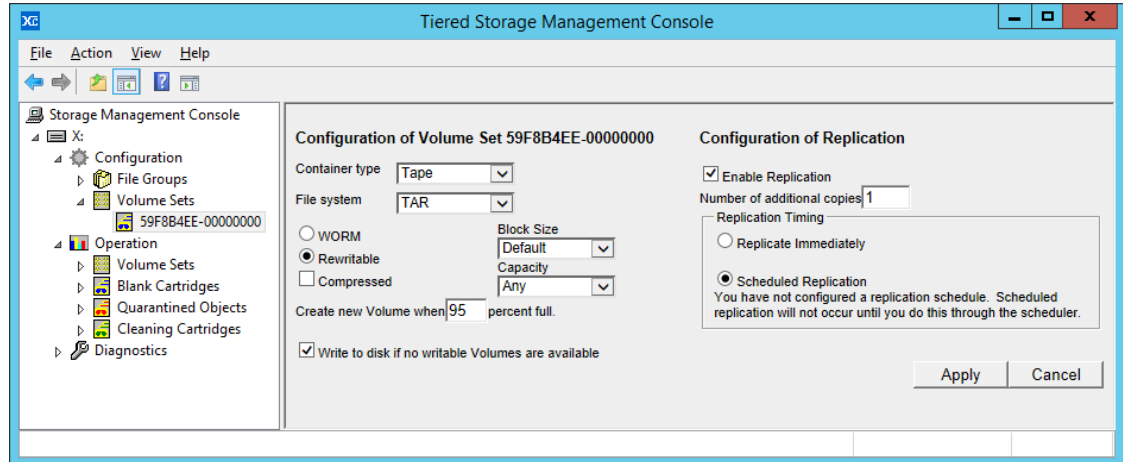 XE
Tiered Storage Management Console
File Action View Help
Storage Management Console
X:
Configuration
File Groups
Volume Sets
59F8B4EE-00000000
Operation
Volume Sets
Blank Cartridges
Quarantined Objects
Cleaning Cartridges
Diagnostics
Configuration of Volume Set 59F8B4EE-00000000
Container type Tape
File system TAR
WORM
Rewritable
Compressed
Block Size
Default
Capacity
Any
Create new Volume when 95 percent full.
Write to disk if no writable Volumes are available
Configuration of Replication
Enable Replication
Number of additional copies 1
Replication Timing
Replicate Immediately
Scheduled Replication
You have not configured a replication schedule. Scheduled
replication will not occur until you do this through the scheduler.
Apply Cancel